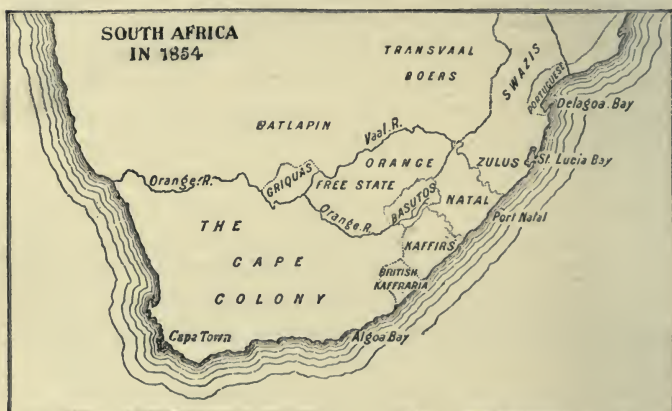 SOUTH AFRICA
IN 1854
TRANSVAAL
BOERS
SWAZIS
PORTUGUESE
Delagoa. Bay
BATLAPIN
Vaal. R.
ORANGE
FREE STATE
ZULUS
St. Lucia Bay
Orange. R.
GRIQUAS
BASUTOS
NATAL
Port Natal
Orange. R.
THE
CAPE
COLONY
KAFFIRS
BRITISH
KAFFRARIA
Capa Town
Algoa Bay